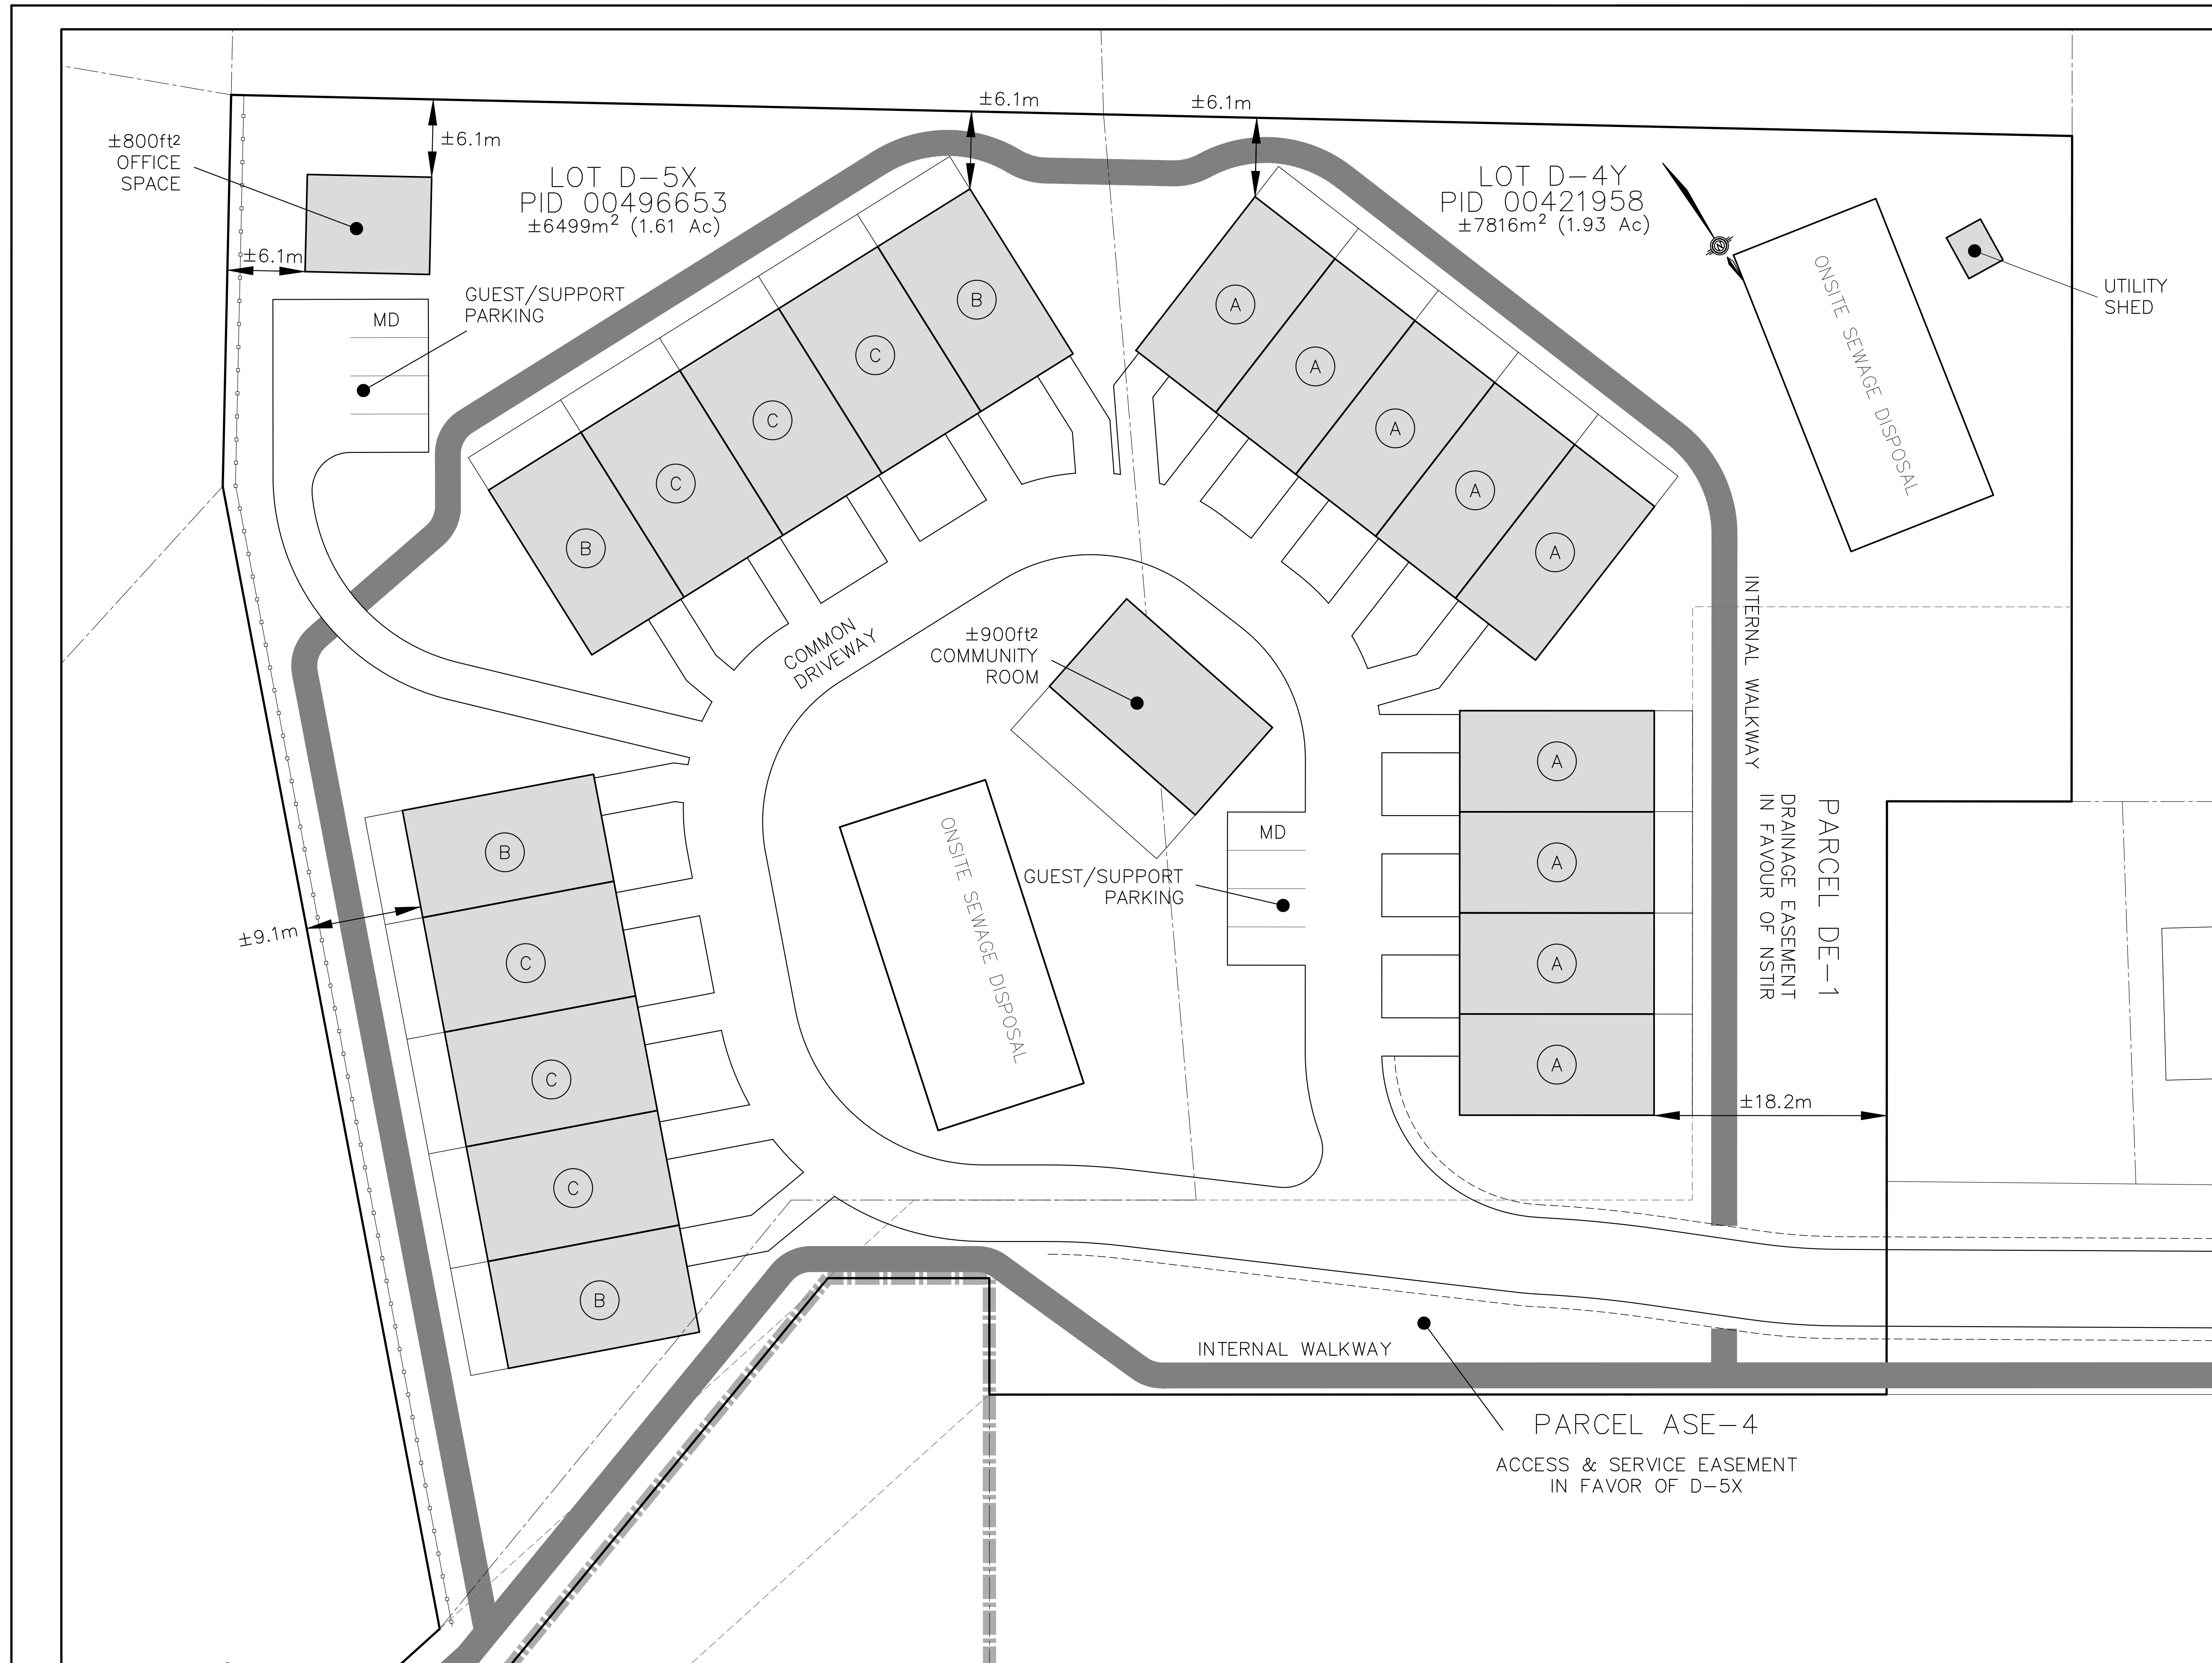 ±6.1m
±6.1m
±6.1m
±800ft²
OFFICE
SPACE
LOT D-5X
PID 00496653
±6499m² (1.61 Ac)
LOT D-4Y
PID 00421958
±7816m² (1.93 Ac)
N
±6.1m
GUEST/SUPPORT
PARKING
MD
ONSITE SEWAGE DISPOSAL
UTILITY
SHED
B
C
C
C
B
A
A
A
A
A
COMMON
DRIVEWAY
±900ft²
COMMUNITY
ROOM
INTERNAL WALKWAY
A
A
A
A
MD
GUEST/SUPPORT
PARKING
ONSITE SEWAGE DISPOSAL
PARCEL DE-1
DRAINAGE EASEMENT
IN FAVOUR OF NSTIR
B
C
C
C
B
±9.1m
±18.2m
INTERNAL WALKWAY
PARCEL ASE-4
ACCESS & SERVICE EASEMENT
IN FAVOR OF D-5X